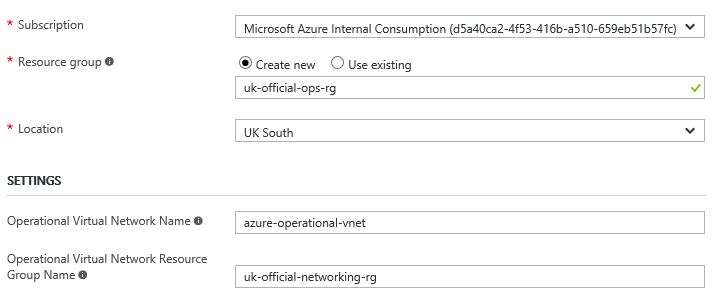 * Subscription
Microsoft Azure Internal Consumption (d5a40ca2-4f53-416b-a510-659eb51b57fc)
* Resource group
Create new Use existing
uk-official-ops-rg
* Location
UK South
SETTINGS
Operational Virtual Network Name
azure-operational-vnet
Operational Virtual Network Resource
Group Name
uk-official-networking-rg